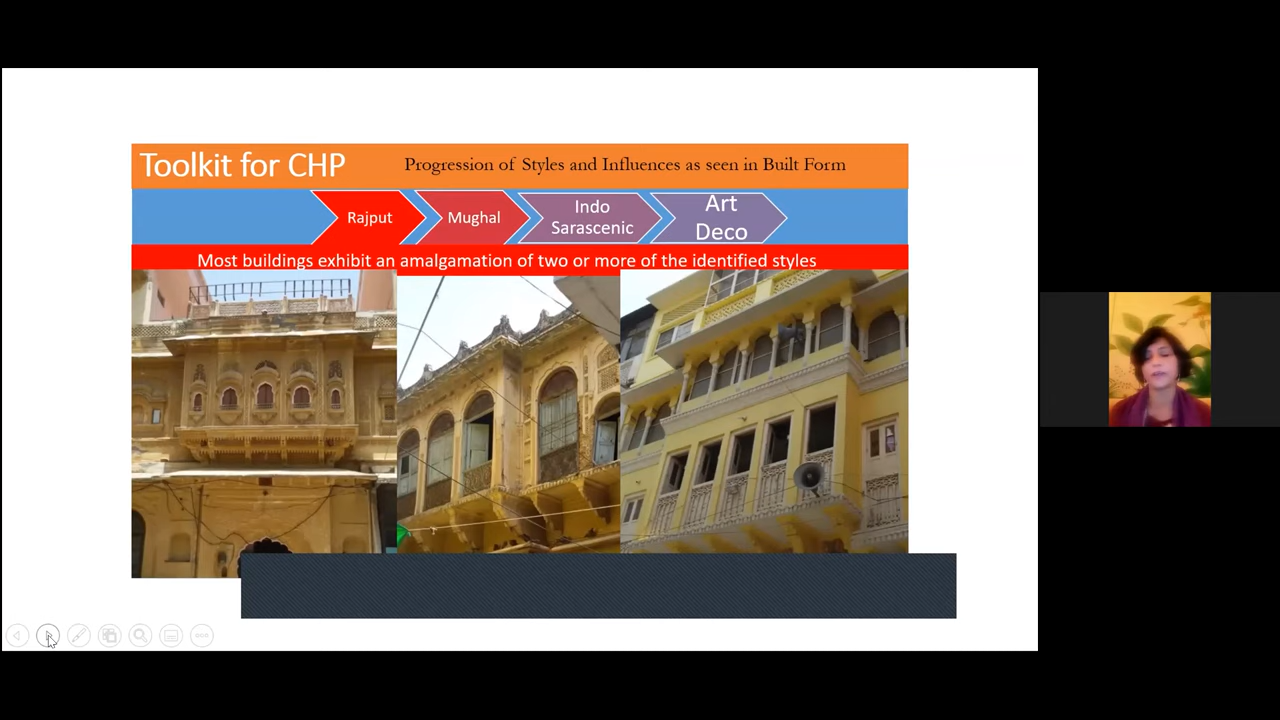 Toolkit for CHP
Progression of Styles and Influences as seen in Built Form
Rajput
Mughal
Indo
Sarascenic
Art
Deco
Most buildings exhibit an amalgamation of two or more of the identified styles